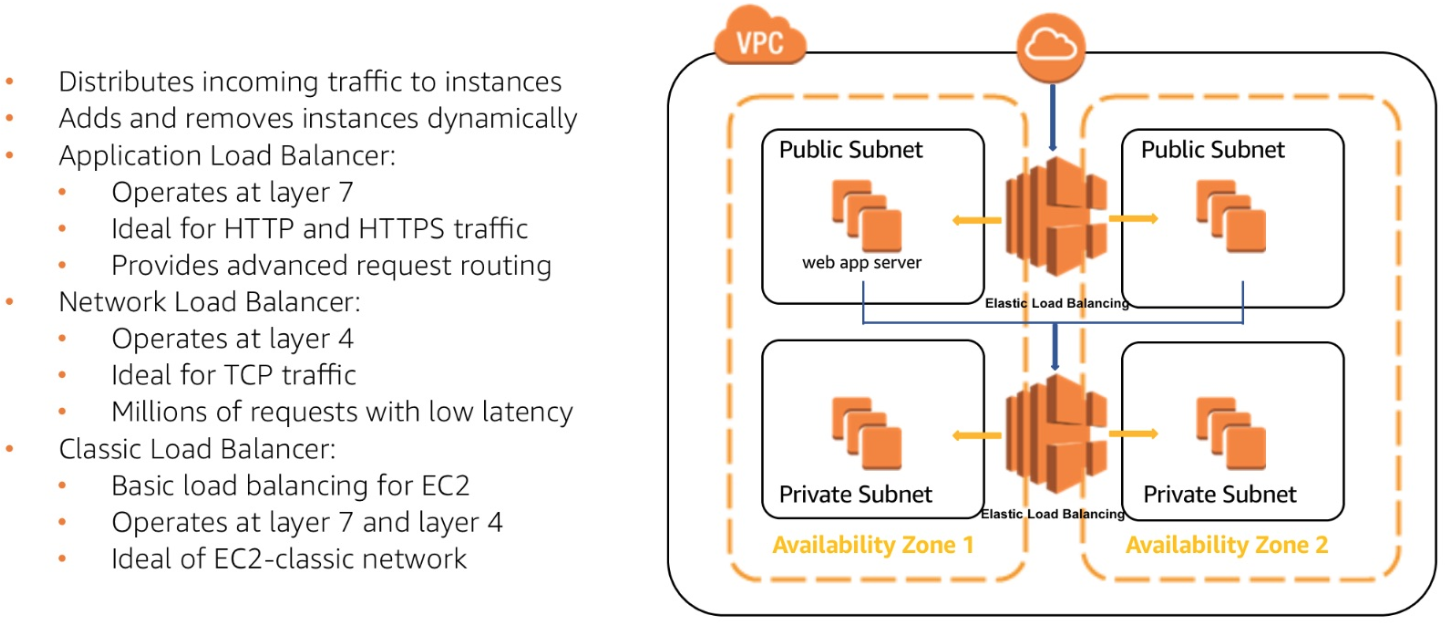 • Distributes incoming traffic to instances
• Adds and removes instances dynamically
• Application Load Balancer:
• Operates at layer 7
• Ideal for HTTP and HTTPS traffic
• Provides advanced request routing
• Network Load Balancer:
• Operates at layer 4
• Ideal for TCP traffic
• Millions of requests with low latency
• Classic Load Balancer:
• Basic load balancing for EC2
• Operates at layer 7 and layer 4
• Ideal of EC2-classic network
VPC
Public Subnet
web app server
Public Subnet
Elastic Load Balancing
Private Subnet
Private Subnet
Elastic Load Balancing
Availability Zone 1
Availability Zone 2